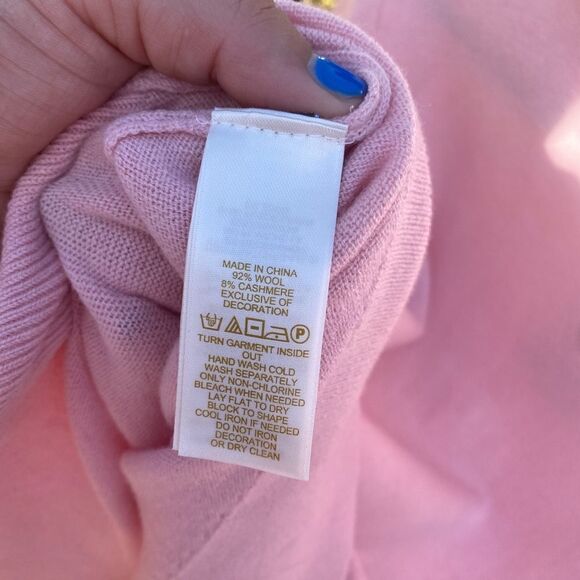 MADE IN CHINA
92% WOOL
8% CASHMERE
EXCLUSIVE OF
DECORATION
P
TURN GARMENT INSIDE
OUT
HAND WASH COLD
WASH SEPARATELY
ONLY NON-CHLORINE
BLEACH WHEN NEEDED
LAY FLAT TO DRY
BLOCK TO SHAPE
COOL IRON IF NEEDED
DO NOT IRON
DECORATION
OR DRY CLEAN